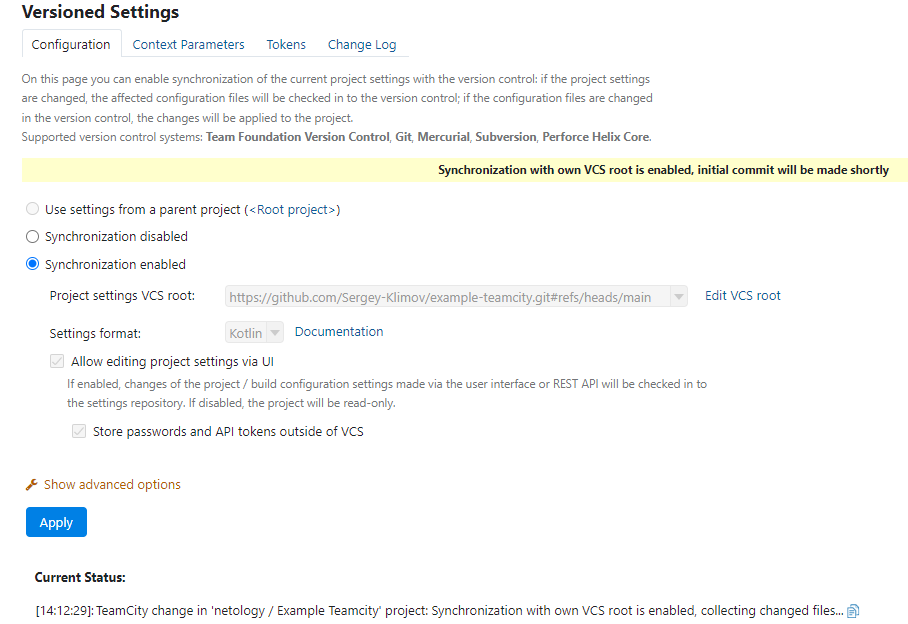 Versioned Settings
Configuration Context Parameters Tokens Change Log
On this page you can enable synchronization of the current project settings with the version control: if the project settings
are changed, the affected configuration files will be checked in to the version control; if the configuration files are changed
in the version control, the changes will be applied to the project.
Supported version control systems: Team Foundation Version Control, Git, Mercurial, Subversion, Perforce Helix Core.
Synchronization with own VCS root is enabled, initial commit will be made shortly
Use settings from a parent project (<Root project>)
Synchronization disabled
Synchronization enabled
Project settings VCS root: https://github.com/Sergey-Klimov/example-teamcity.git#refs/heads/main Edit VCS root
Settings format: Kotlin Documentation
Allow editing project settings via UI
If enabled, changes of the project / build configuration settings made via the user interface or REST API will be checked in to
the settings repository. If disabled, the project will be read-only.
Store passwords and API tokens outside of VCS
Show advanced options
Apply
Current Status:
[14:12:29]: TeamCity change in 'netology / Example Teamcity' project: Synchronization with own VCS root is enabled, collecting changed files...